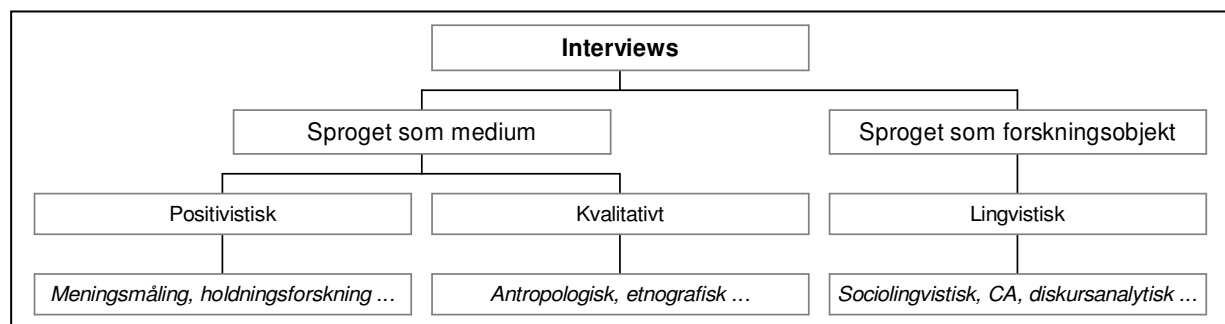 Interviews
Sproget som medium
Sproget som forskningsobjekt
Positivistisk
Kvalitativt
Lingvistisk
Meningsmåling, holdningsforskning ...
Antropologisk, etnografisk ...
Sociolingvistisk, CA, diskursanalytisk ...